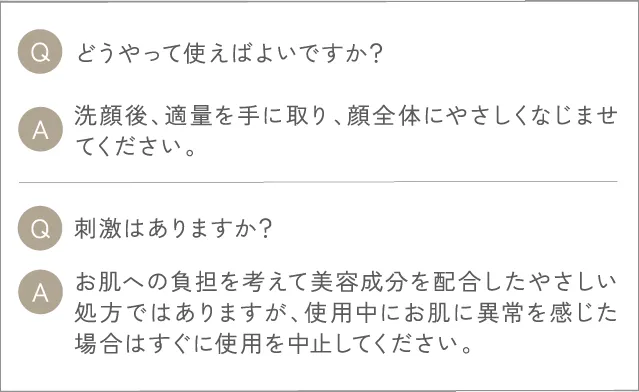 Q どうやって使えばよいですか?
A 洗顔後、適量を手に取り、顔全体にやさしくなじませ
てください。
Q 刺激はありますか?
A お肌への負担を考えて美容成分を配合したやさしい
処方ではありますが、使用中にお肌に異常を感じた
場合はすぐに使用を中止してください。